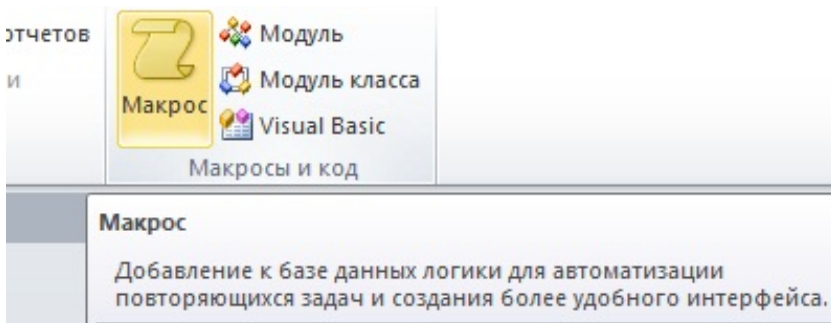 отчетов
и
Макрос
Модуль
Модуль класса
Visual Basic
Макросы и код
Макрос
Добавление к базе данных логики для автоматизации
повторяющихся задач и создания более удобного интерфейса.